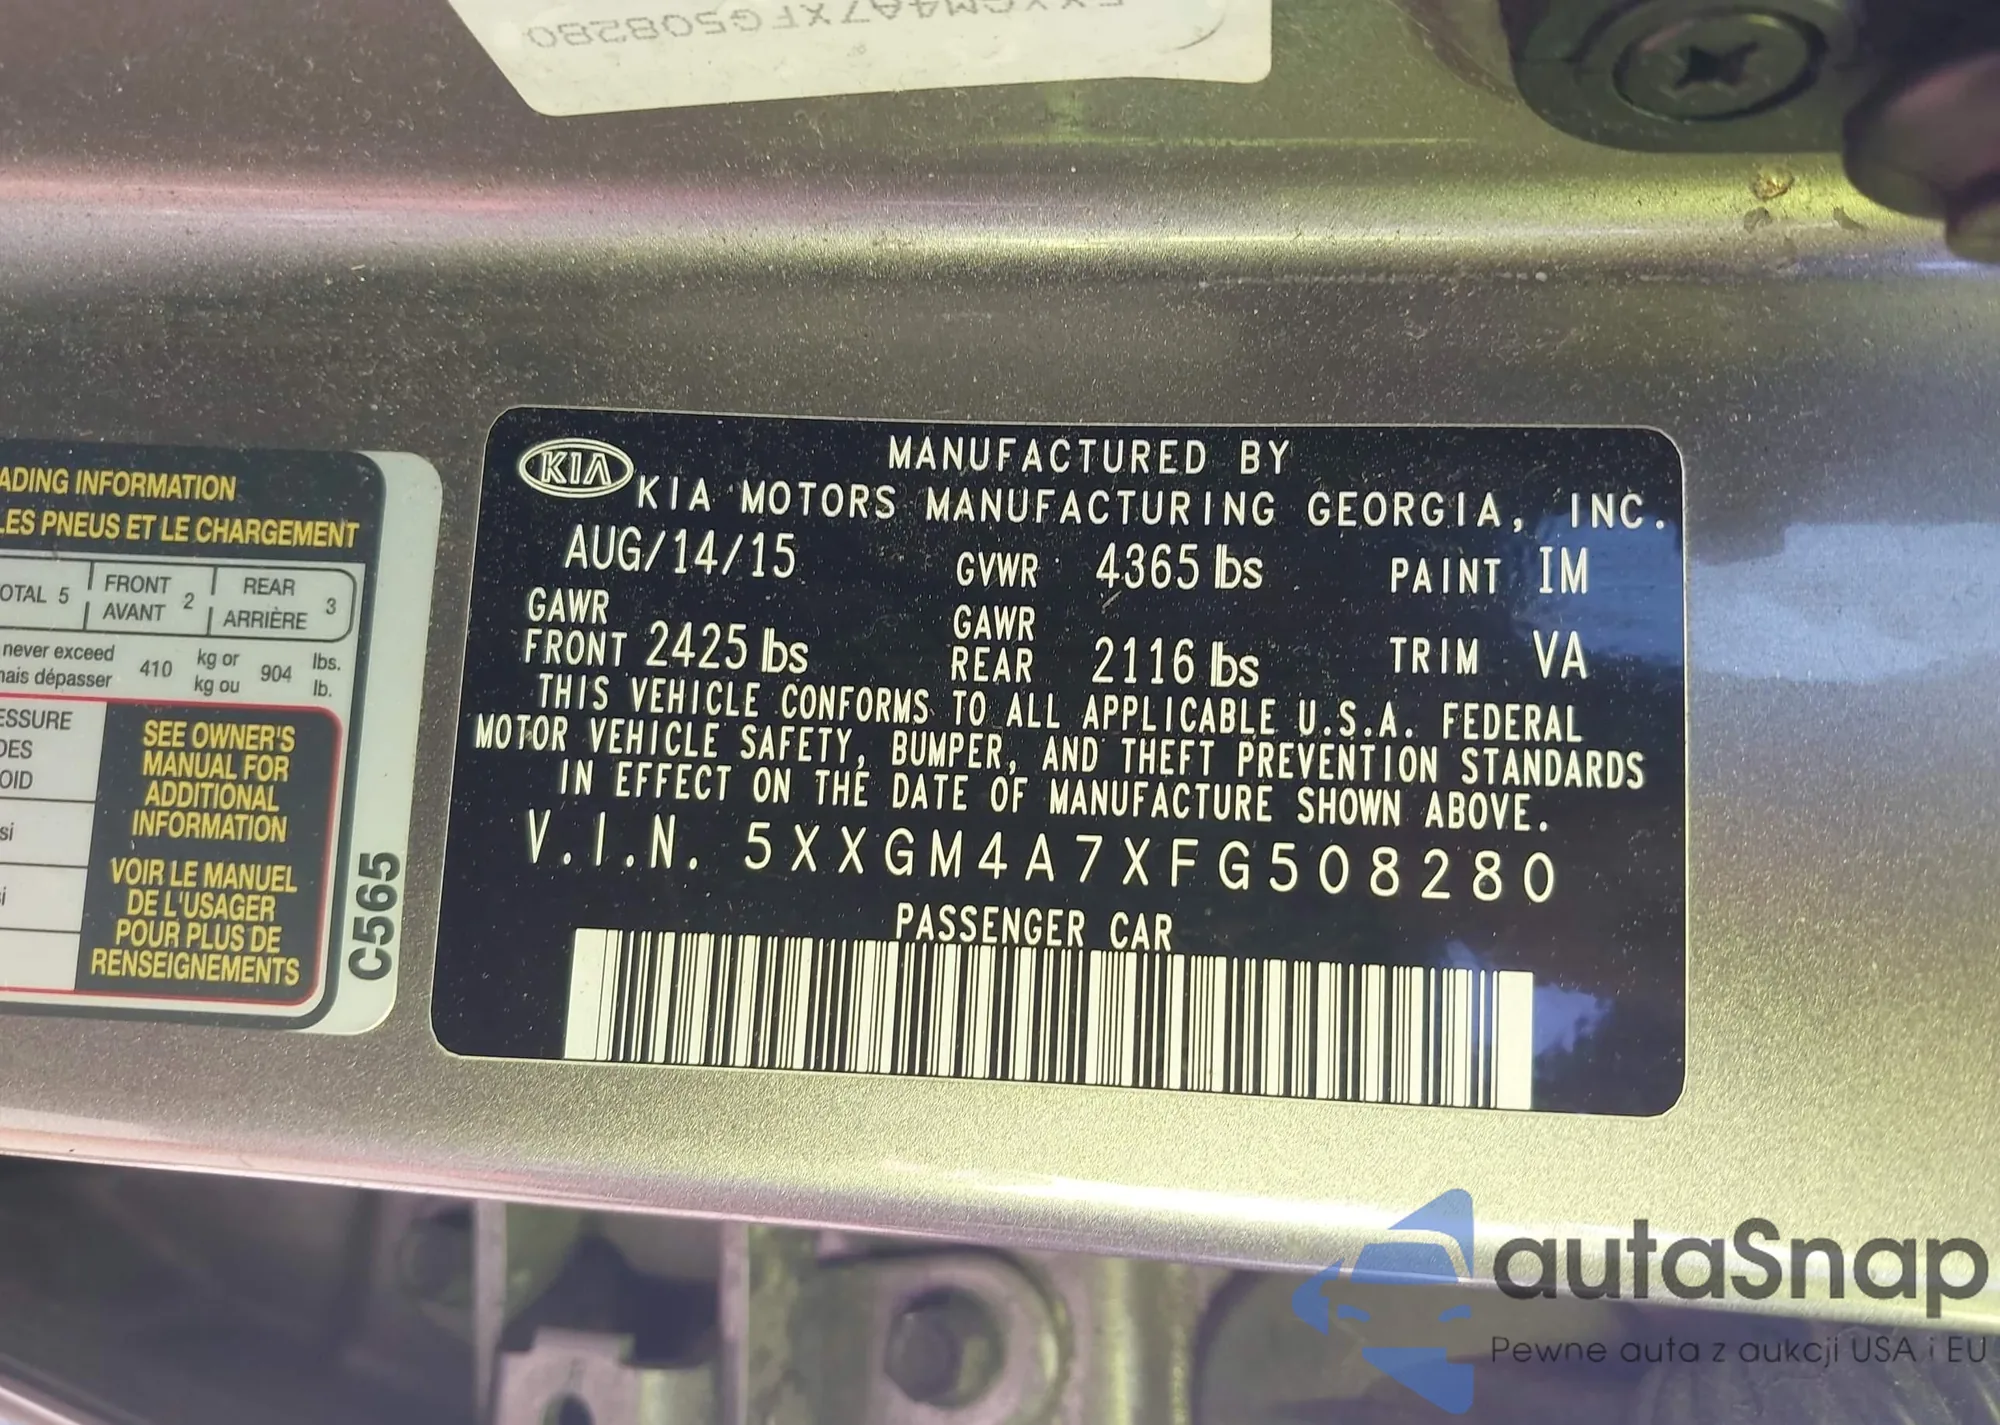 5XXGM4A7XFG508280
KIA
MANUFACTURED BY
KIA MOTORS MANUFACTURING GEORGIA, INC.
AUG/14/15 GVWR 4365 lbs PAINT IM
GAWR FRONT 2425 lbs GAWR REAR 2116 lbs TRIM VA
THIS VEHICLE CONFORMS TO ALL APPLICABLE U.S.A. FEDERAL
MOTOR VEHICLE SAFETY, BUMPER, AND THEFT PREVENTION STANDARDS
IN EFFECT ON THE DATE OF MANUFACTURE SHOWN ABOVE.
V.I.N. 5XXGM4A7XFG508280
PASSENGER CAR
ADING INFORMATION
LES PNEUS ET LE CHARGEMENT
OTAL 5 FRONT AVANT 2 REAR ARRIÈRE 3
never exceed 410 kg or 904 lbs.
mais dépasser kg ou lb.
ESSURE
DES
OID
si
i
SEE OWNER'S
MANUAL FOR
ADDITIONAL
INFORMATION
VOIR LE MANUEL
DE L'USAGER
POUR PLUS DE
RENSEIGNEMENTS
C565
autaSnap
Pewne auta z aukcji USA i EU